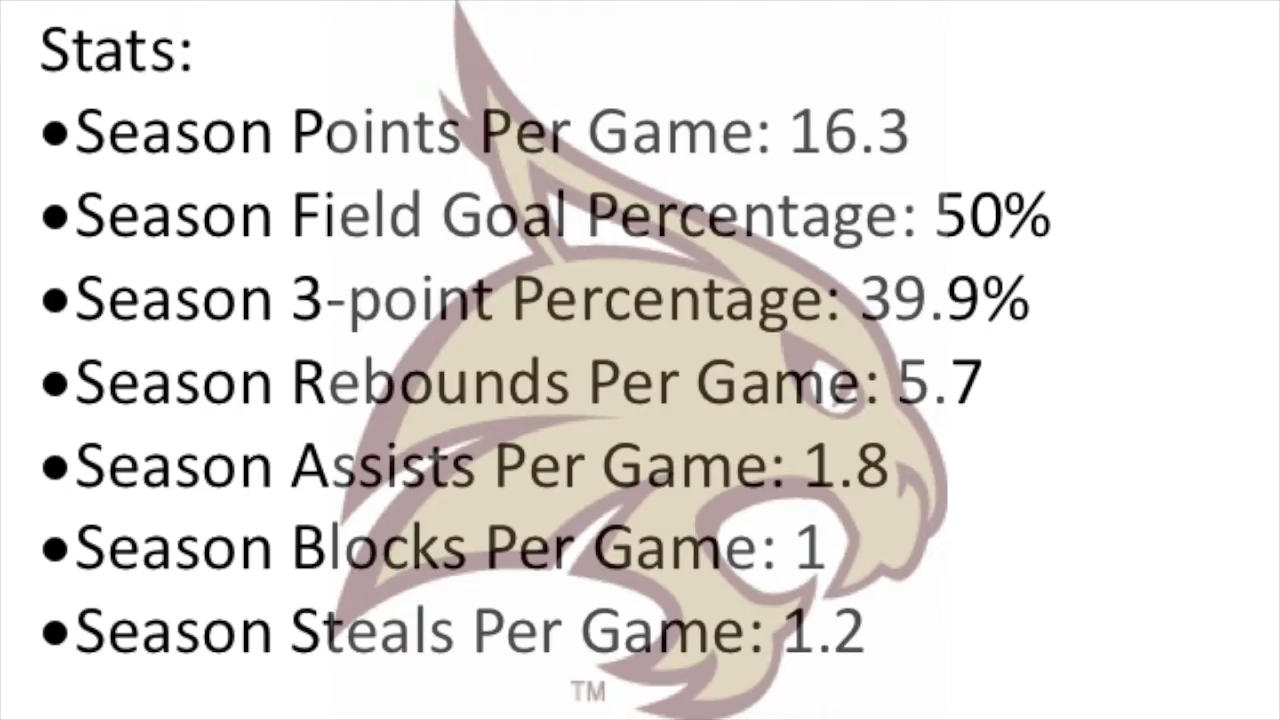 Stats:
•Season Points Per Game: 16.3
•Season Field Goal Percentage: 50%
•Season 3-point Percentage: 39.9%
•Season Rebounds Per Game: 5.7
•Season Assists Per Game: 1.8
•Season Blocks Per Game: 1
•Season Steals Per Game: 1.2
TM